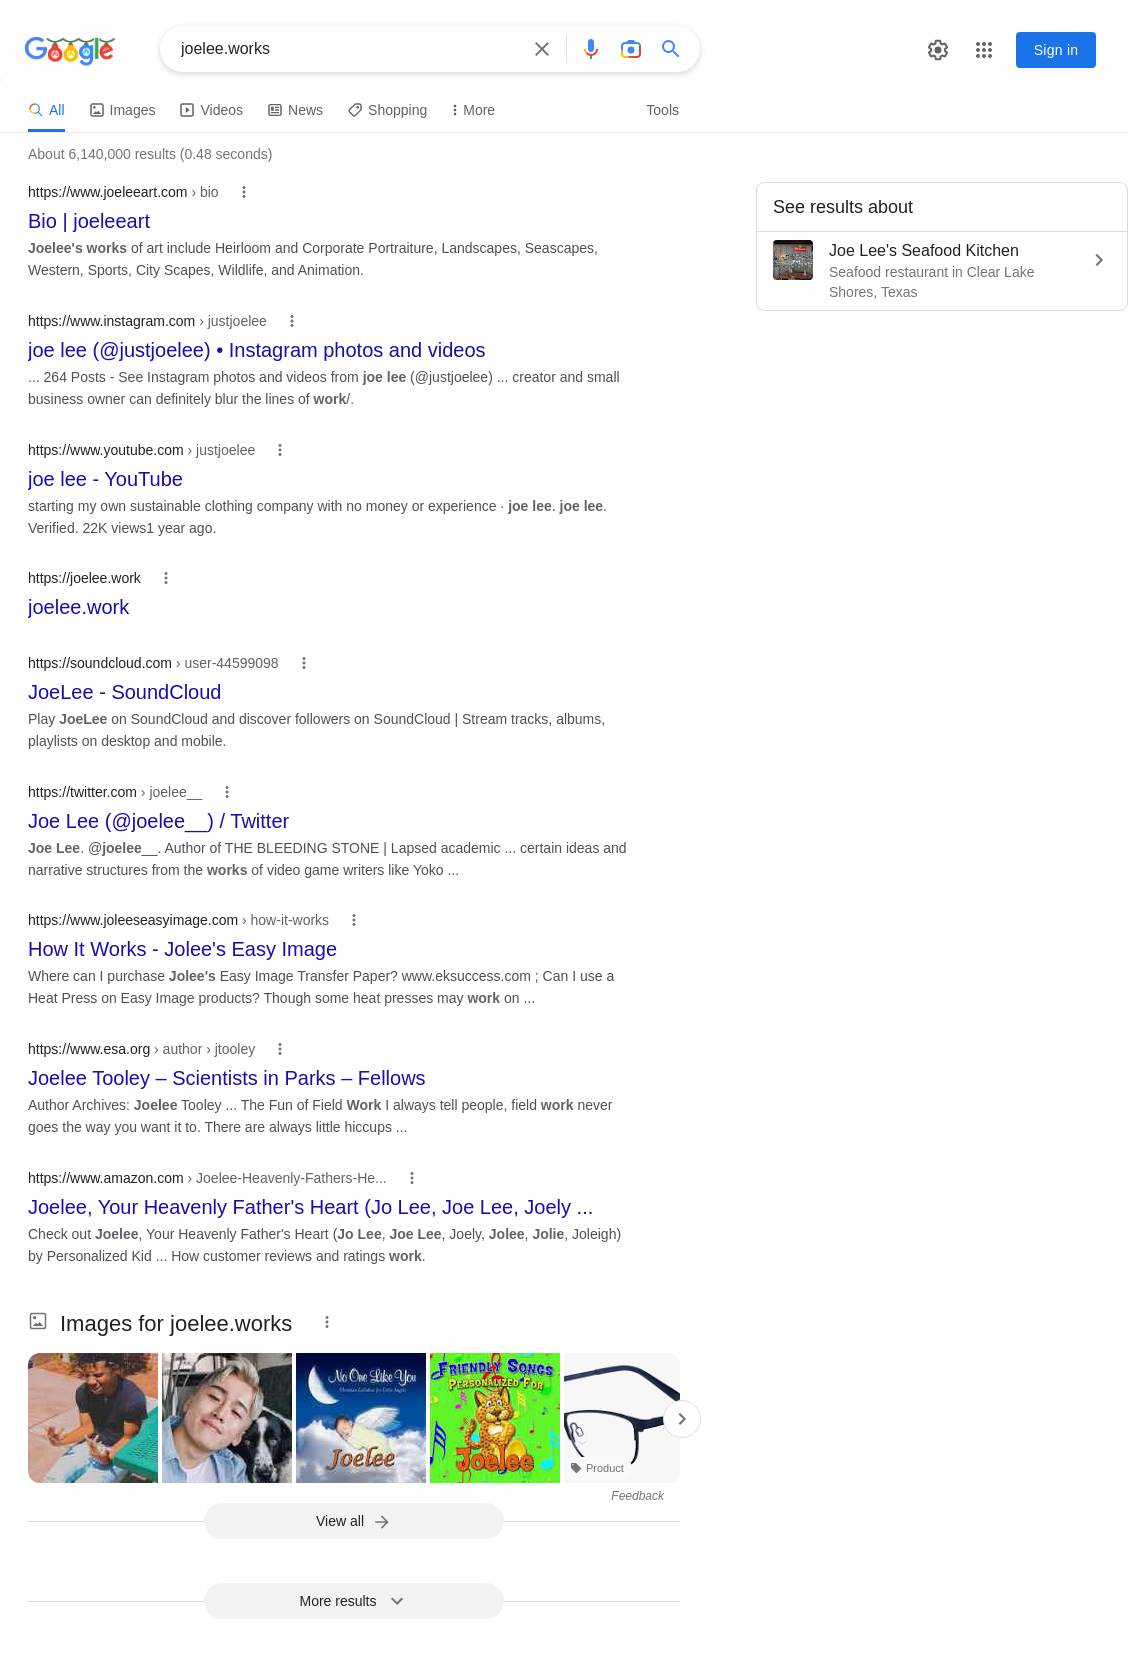 Google
joelee.works
Sign in
All
Images
Videos
News
Shopping
More
Tools
About 6,140,000 results (0.48 seconds)
https://www.joeleeart.com › bio
Bio | joeleeart
Joelee's works of art include Heirloom and Corporate Portraiture, Landscapes, Seascapes,
Western, Sports, City Scapes, Wildlife, and Animation.
https://www.instagram.com › justjoelee
joe lee (@justjoelee) • Instagram photos and videos
... 264 Posts - See Instagram photos and videos from joe lee (@justjoelee) ... creator and small
business owner can definitely blur the lines of work/.
https://www.youtube.com › justjoelee
joe lee - YouTube
starting my own sustainable clothing company with no money or experience · joe lee. joe lee.
Verified. 22K views1 year ago.
https://joelee.work
joelee.work
https://soundcloud.com › user-44599098
JoeLee - SoundCloud
Play JoeLee on SoundCloud and discover followers on SoundCloud | Stream tracks, albums,
playlists on desktop and mobile.
https://twitter.com › joelee__
Joe Lee (@joelee__) / Twitter
Joe Lee. @joelee__. Author of THE BLEEDING STONE | Lapsed academic ... certain ideas and
narrative structures from the works of video game writers like Yoko ...
https://www.joleeseasyimage.com › how-it-works
How It Works - Jolee's Easy Image
Where can I purchase Jolee's Easy Image Transfer Paper? www.eksuccess.com ; Can I use a
Heat Press on Easy Image products? Though some heat presses may work on ...
https://www.esa.org › author › jtooley
Joelee Tooley – Scientists in Parks – Fellows
Author Archives: Joelee Tooley ... The Fun of Field Work I always tell people, field work never
goes the way you want it to. There are always little hiccups ...
https://www.amazon.com › Joelee-Heavenly-Fathers-He...
Joelee, Your Heavenly Father's Heart (Jo Lee, Joe Lee, Joely ...
Check out Joelee, Your Heavenly Father's Heart (Jo Lee, Joe Lee, Joely, Jolee, Jolie, Joleigh)
by Personalized Kid ... How customer reviews and ratings work.
Images for joelee.works
No One Like You
Christian Lullabies for Little Angels
Joelee
FRIENDLY SONGS
PERSONALIZED FOR
Joelee
Product
Feedback
View all
More results
See results about
Joe Lee's Seafood Kitchen
Seafood restaurant in Clear Lake
Shores, Texas